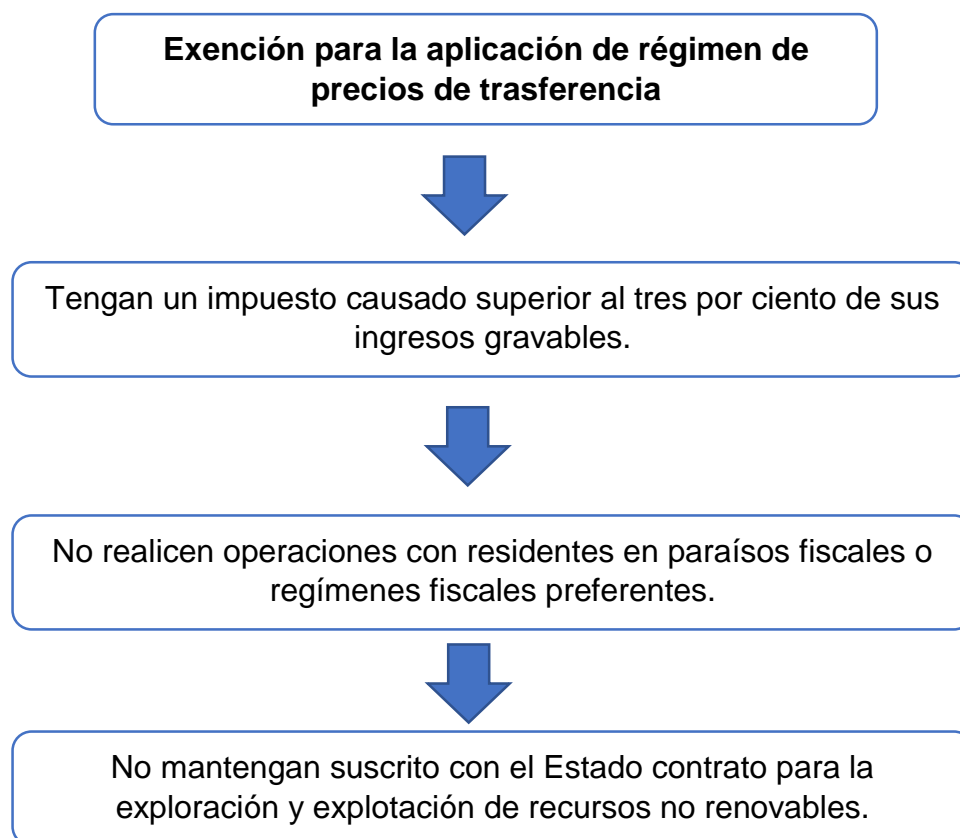 Exención para la aplicación de régimen de
precios de trasferencia
Tengan un impuesto causado superior al tres por ciento de sus
ingresos gravables.
No realicen operaciones con residentes en paraísos fiscales o
regímenes fiscales preferentes.
No mantengan suscrito con el Estado contrato para la
exploración y explotación de recursos no renovables.